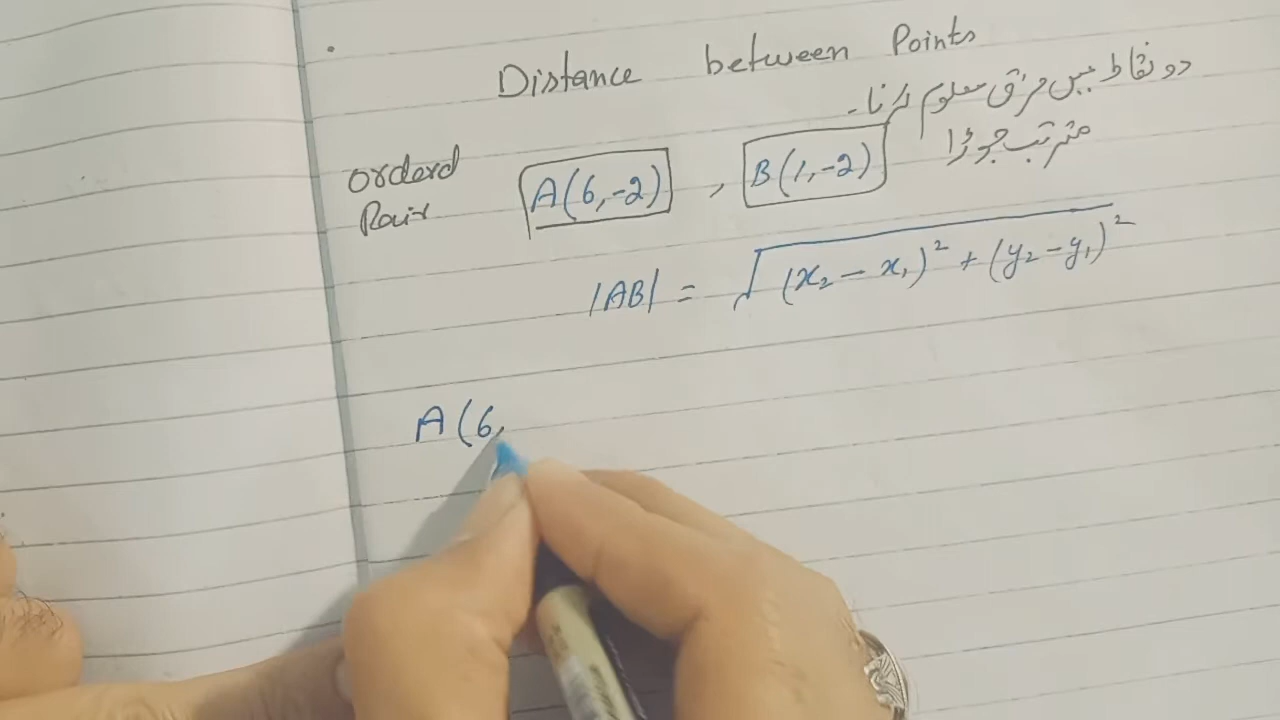 Distance between Points
دو نقاط میں فرق معلوم کرنا۔
مترتب جوڑا
orderd
Pair
A(6,-2) , B(1,-2)
|AB| = √(x₂ - x₁)² + (y₂ - y₁)²
A(6,